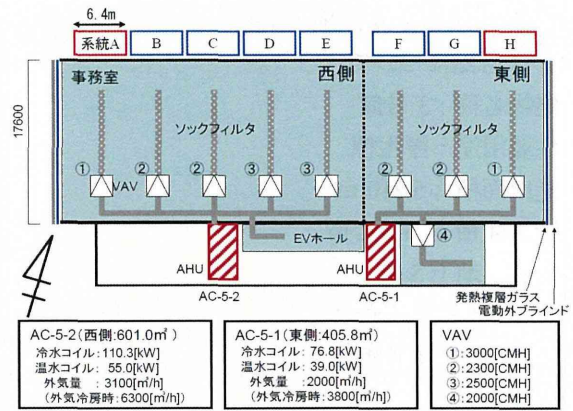 6.4m
系統A B C D E F G H
事務室 西側 東側
17600
ソックフィルタ ソックフィルタ
① ② ② ③ ③ ② ② ①
VAV
④
EVホール
AHU AHU
AC-5-2 AC-5-1
発熱複層ガラス
電動外ブラインド
AC-5-2(西側:601.0㎡)
冷水コイル:110.3[kW]
温水コイル: 55.0[kW]
外気量 :3100[㎥/h]
(外気冷房時:6300[㎥/h])
AC-5-1(東側:405.8㎡)
冷水コイル:76.8[kW]
温水コイル:39.0[kW]
外気量 :2000[㎥/h]
(外気冷房時:3800[㎥/h])
VAV
①:3000[CMH]
②:2300[CMH]
③:2500[CMH]
④:2000[CMH]